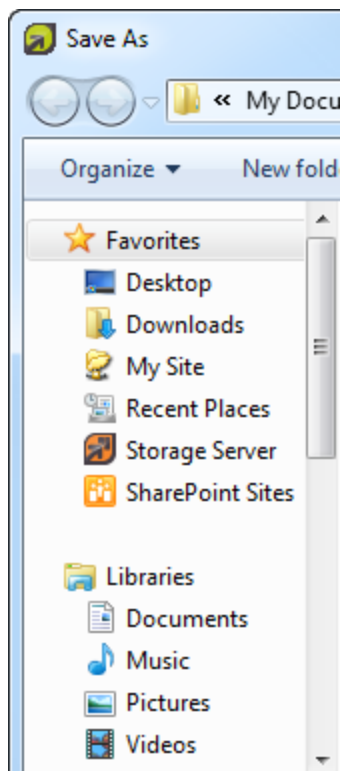 Save As
« My Docu
Organize New fold
Favorites
Desktop
Downloads
My Site
Recent Places
Storage Server
SharePoint Sites
Libraries
Documents
Music
Pictures
Videos